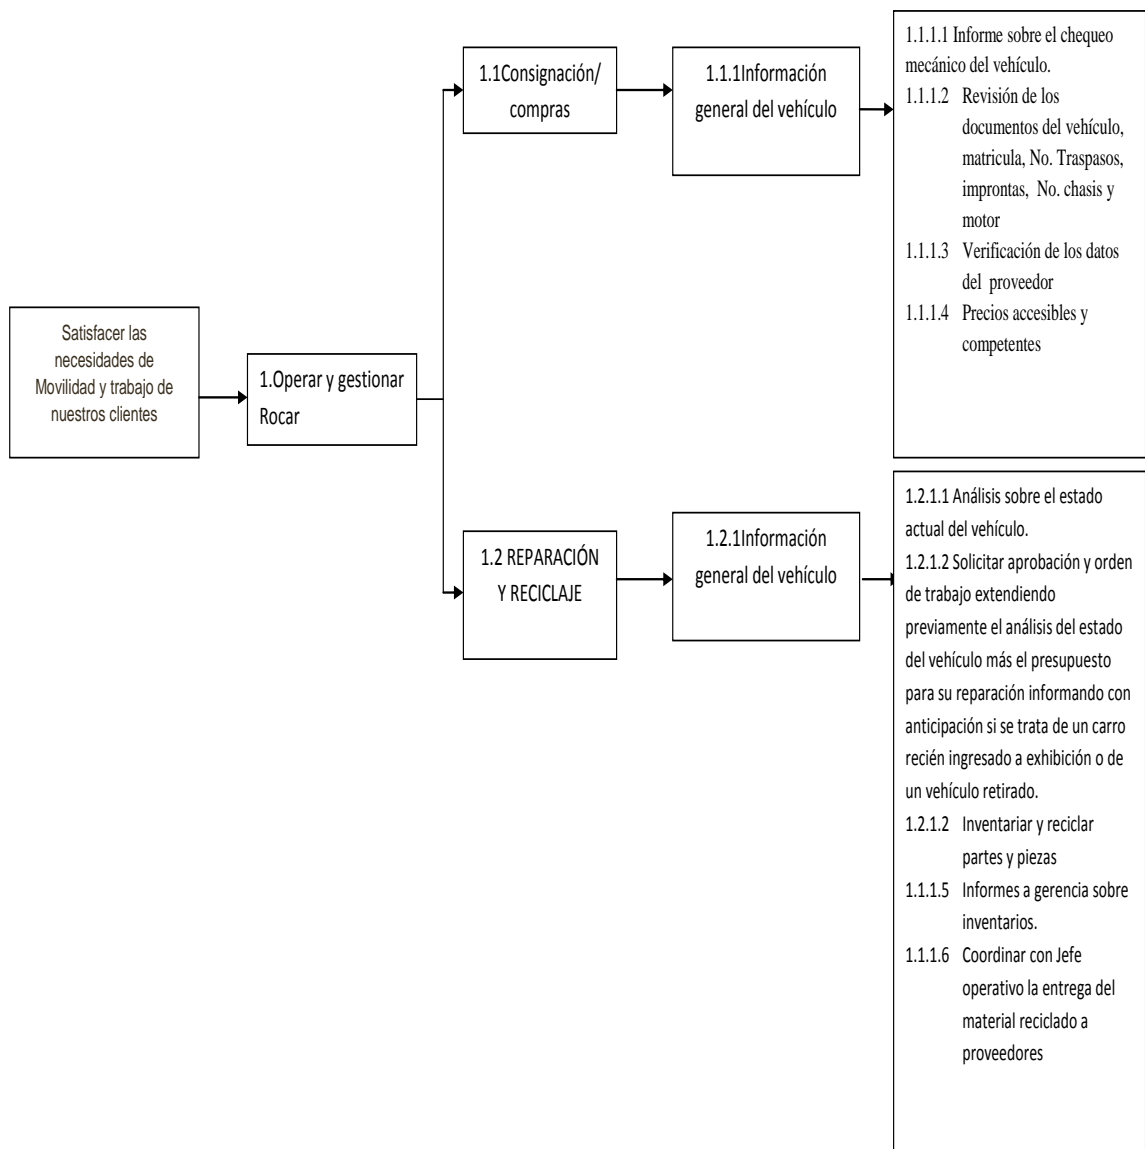 Satisfacer las
necesidades de
Movilidad y trabajo de
nuestros clientes
1.Operar y gestionar
Rocar
1.1Consignación/
compras
1.1.1Información
general del vehículo
1.1.1.1 Informe sobre el chequeo
mecánico del vehículo.
1.1.1.2 Revisión de los
documentos del vehículo,
matricula, No. Traspasos,
improntas, No. chasis y
motor
1.1.1.3 Verificación de los datos
del proveedor
1.1.1.4 Precios accesibles y
competentes
1.2 REPARACIÓN
Y RECICLAJE
1.2.1Información
general del vehículo
1.2.1.1 Análisis sobre el estado
actual del vehículo.
1.2.1.2 Solicitar aprobación y orden
de trabajo extendiendo
previamente el análisis del estado
del vehículo más el presupuesto
para su reparación informando con
anticipación si se trata de un carro
recién ingresado a exhibición o de
un vehículo retirado.
1.2.1.2 Inventariar y reciclar
partes y piezas
1.1.1.5 Informes a gerencia sobre
inventarios.
1.1.1.6 Coordinar con Jefe
operativo la entrega del
material reciclado a
proveedores